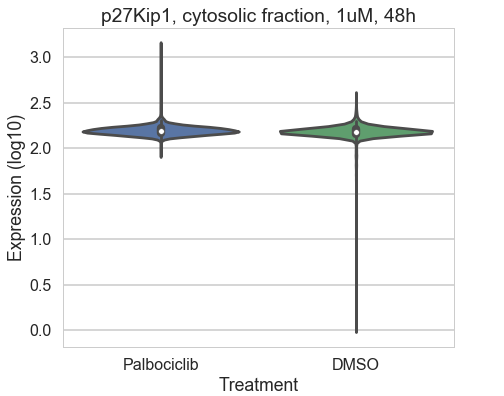 p27Kip1, cytosolic fraction, 1uM, 48h
Expression (log10)
3.0
2.5
2.0
1.5
1.0
0.5
0.0
Palbociclib
DMSO
Treatment